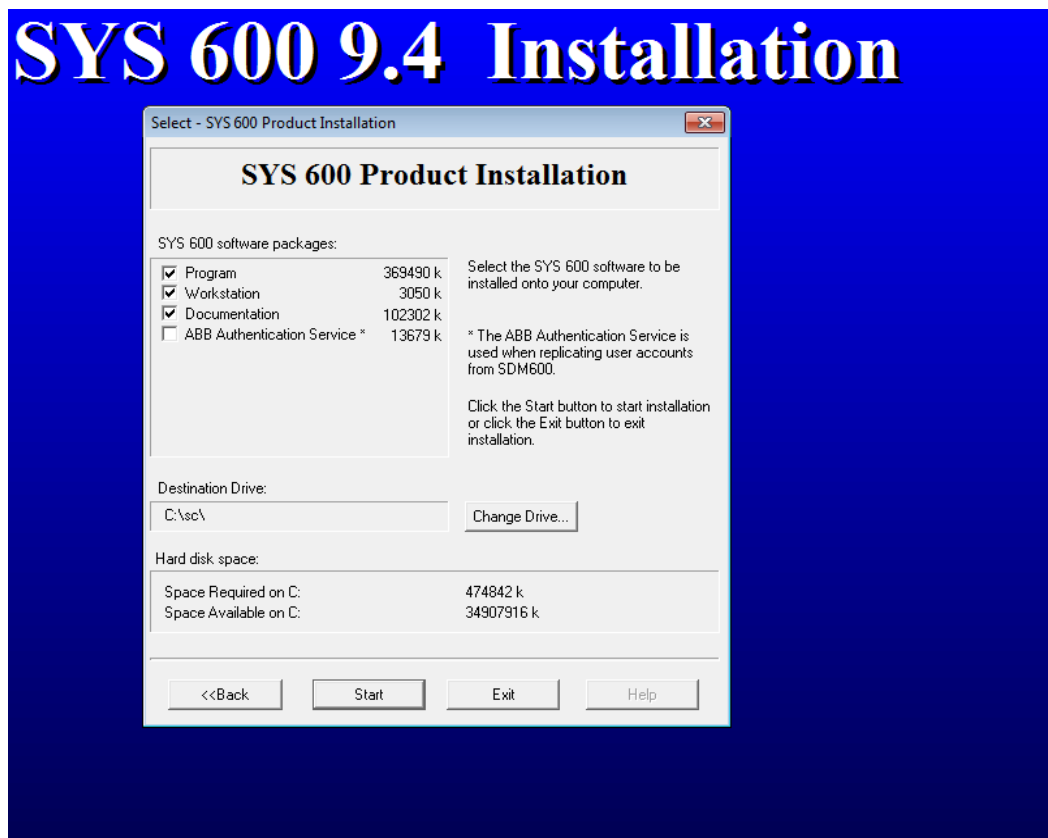 SYS 600 9.4 Installation
Select - SYS 600 Product Installation
SYS 600 Product Installation
SYS 600 software packages:
Program 369490 k
Workstation 3050 k
Documentation 102302 k
ABB Authentication Service * 13679 k
Select the SYS 600 software to be
installed onto your computer.
* The ABB Authentication Service is
used when replicating user accounts
from SDM600.
Click the Start button to start installation
or click the Exit button to exit
installation.
Destination Drive:
C:\sc\
Change Drive...
Hard disk space:
Space Required on C: 474842 k
Space Available on C: 34907916 k
<<Back
Start
Exit
Help